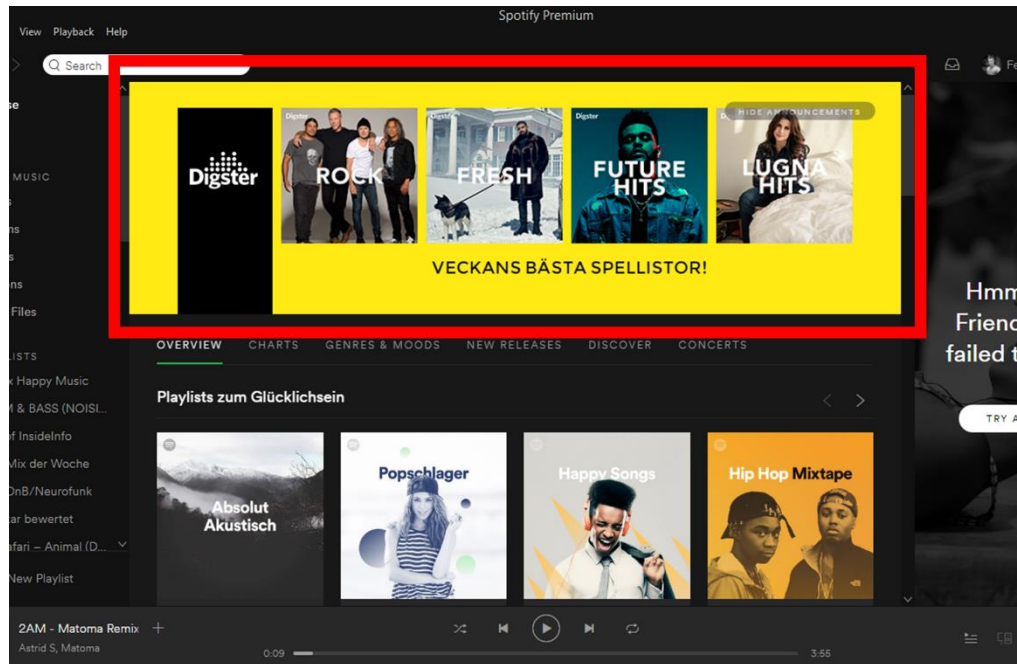 Spotify Premium
View Playback Help
Search
HIDE ANNOUNCEMENTS
Digster
Digster
ROCK
Digster
FRESH
Digster
FUTURE
HITS
LUGNA
HITS
VECKANS BÄSTA SPELLISTOR!
MUSIC
Files
Happy Music
& BASS (NOISI...
InsideInfo
Mix der Woche
DnB/Neurofunk
bewertet
– Animal (D...
New Playlist
OVERVIEW CHARTS GENRES & MOODS NEW RELEASES DISCOVER CONCERTS
Playlists zum Glücklichsein
Absolut
Akustisch
Popschlager
Happy Songs
Hip Hop Mixtape
Hmm
Friend
failed t
TRY A
2AM - Matoma Remix
Astrid S, Matoma
0:09
3:55